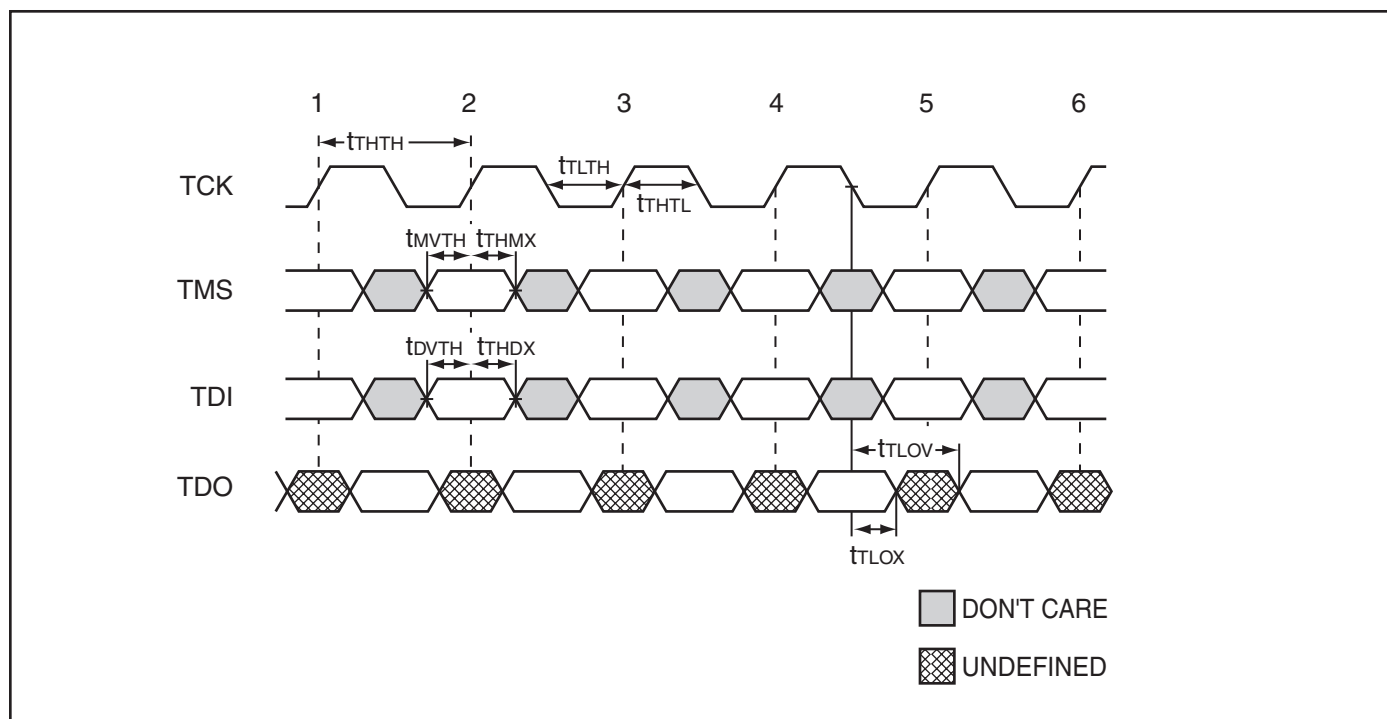 1 2 3 4 5 6
tTHTH
TCK
tTLTH
tTHTL
tMVTH tTHMX
TMS
tDVTH tTHDX
TDI
tTLOV
TDO
tTLOX
DON'T CARE
UNDEFINED